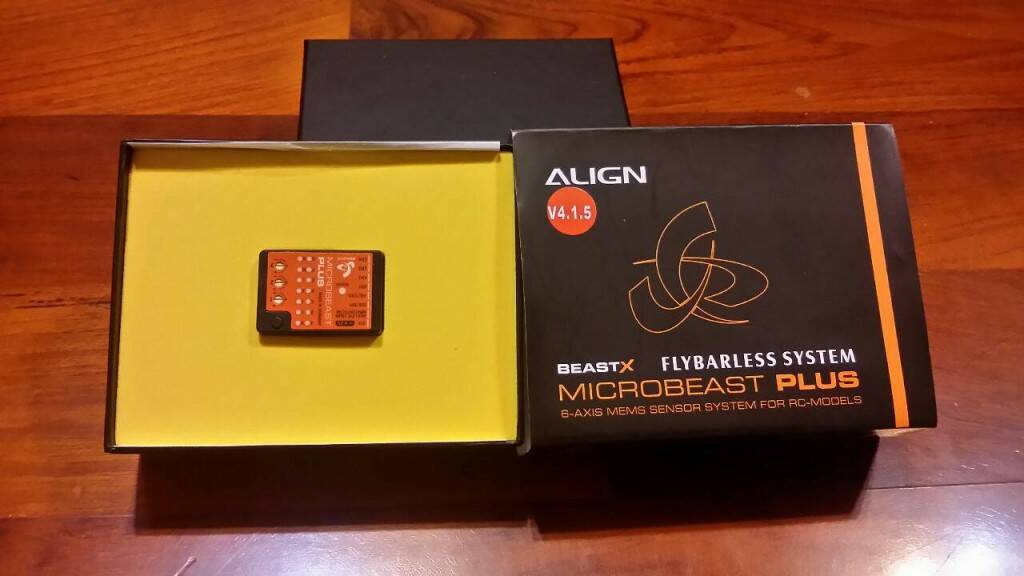 MICROBEAST
PLUS
ALIGN
V4.1.5
BEASTX FLYBARLESS SYSTEM
MICROBEAST PLUS
6-AXIS MEMS SENSOR SYSTEM FOR RC-MODELS